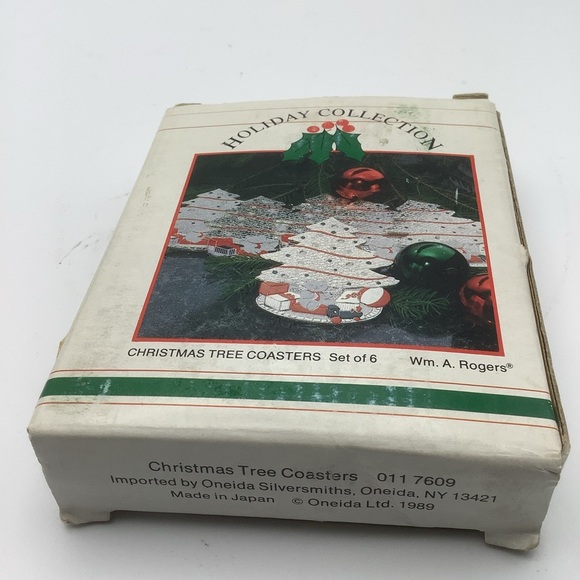 HOLIDAY COLLECTION
CHRISTMAS TREE COASTERS Set of 6 Wm. A. Rogers®
Christmas Tree Coasters 011 7609
Imported by Oneida Silversmiths, Oneida, NY 13421
Made in Japan © Oneida Ltd. 1989